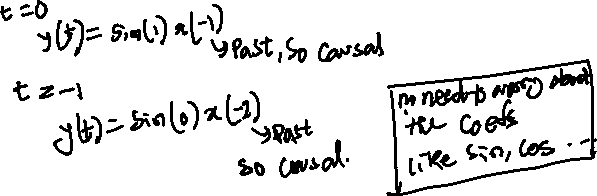 t=0
y(t)= sin(1) x(-1)
→ Past, so causal
t = -1
y(t)= sin(0) x(-2)
→ Past
so causal.
no need to worry about
the coefs
like sin, cos ...